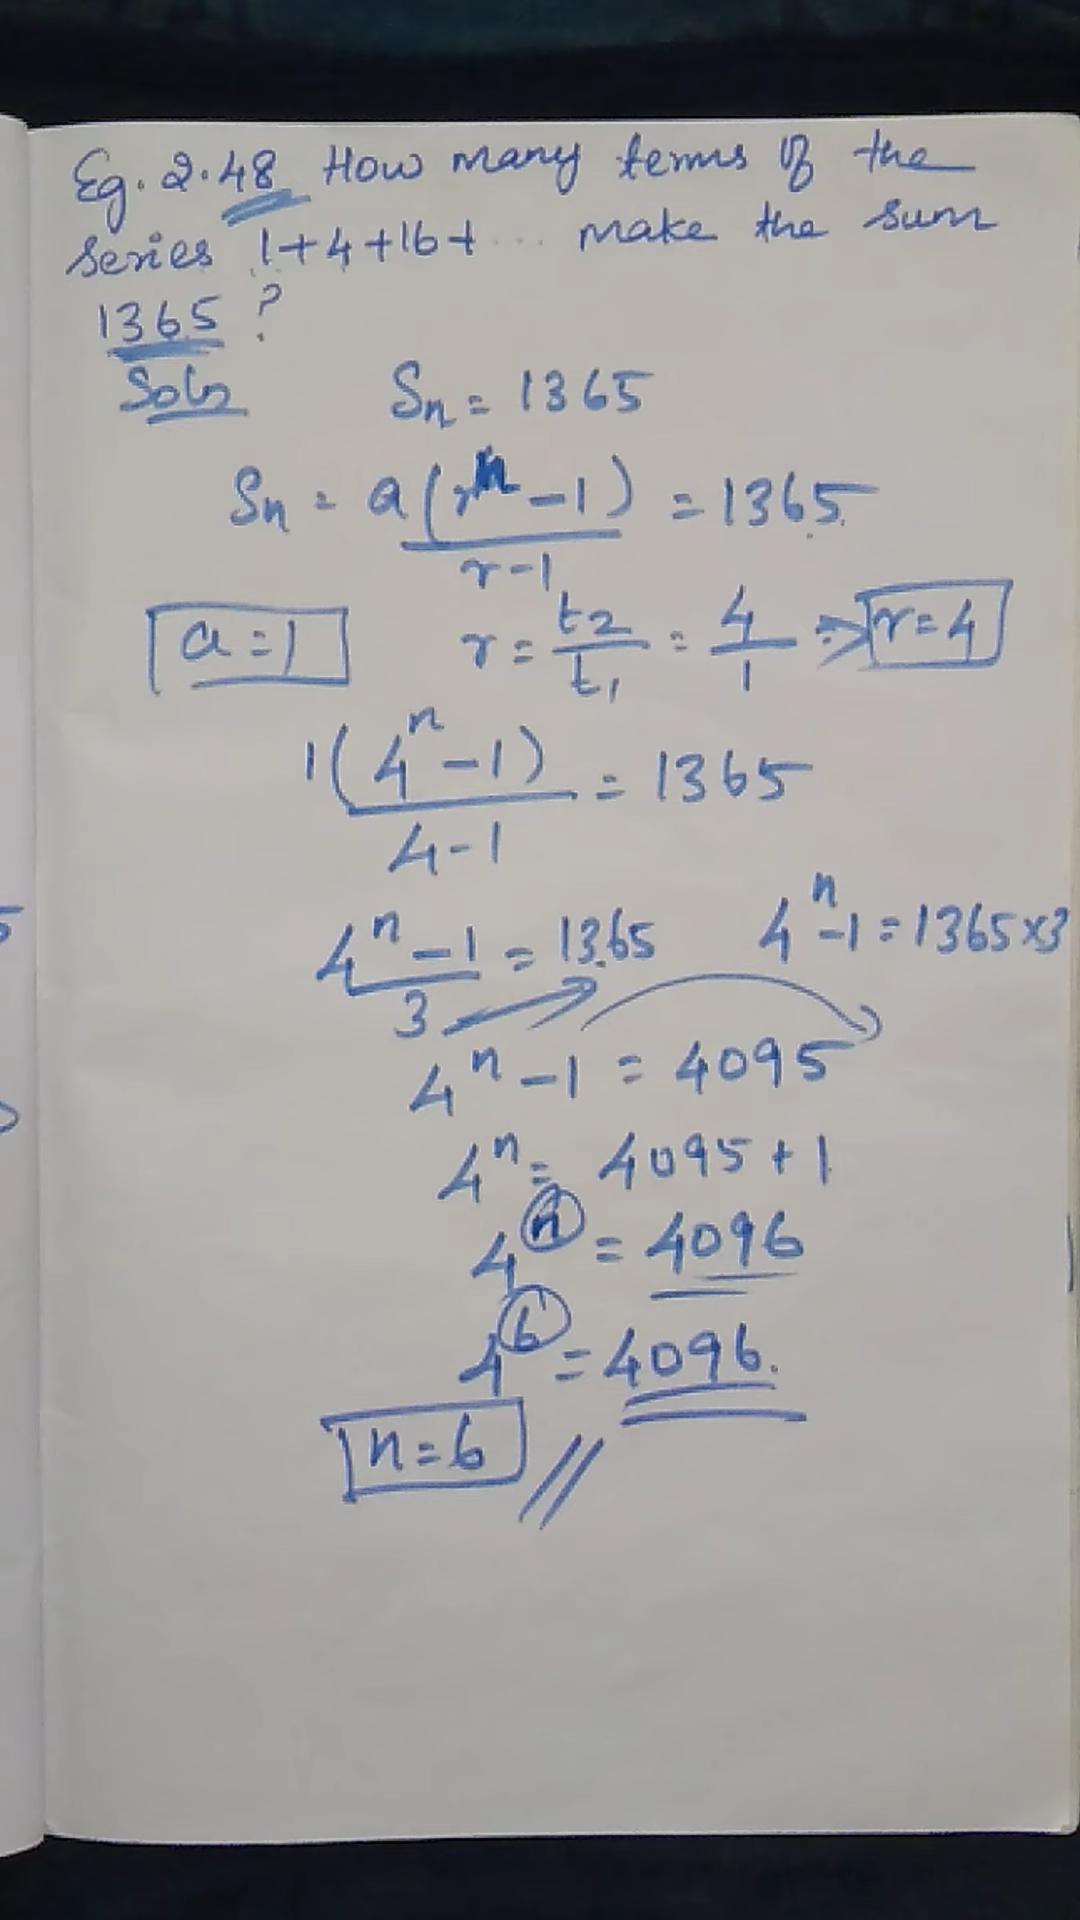 Eg. 2.48 How many terms of the
series 1+4+16+ ... make the sum
1365 ?
Soln Sn = 1365
Sn = a(r^n - 1) / r-1 = 1365
a = 1 r = t2/t1 = 4/1 ⇒ r = 4
1(4^n - 1) / 4-1 = 1365
4^n - 1 / 3 = 1365 4^n - 1 = 1365 × 3
4^n - 1 = 4095
4^n = 4095 + 1
4^n = 4096
4^6 = 4096.
n = 6 //